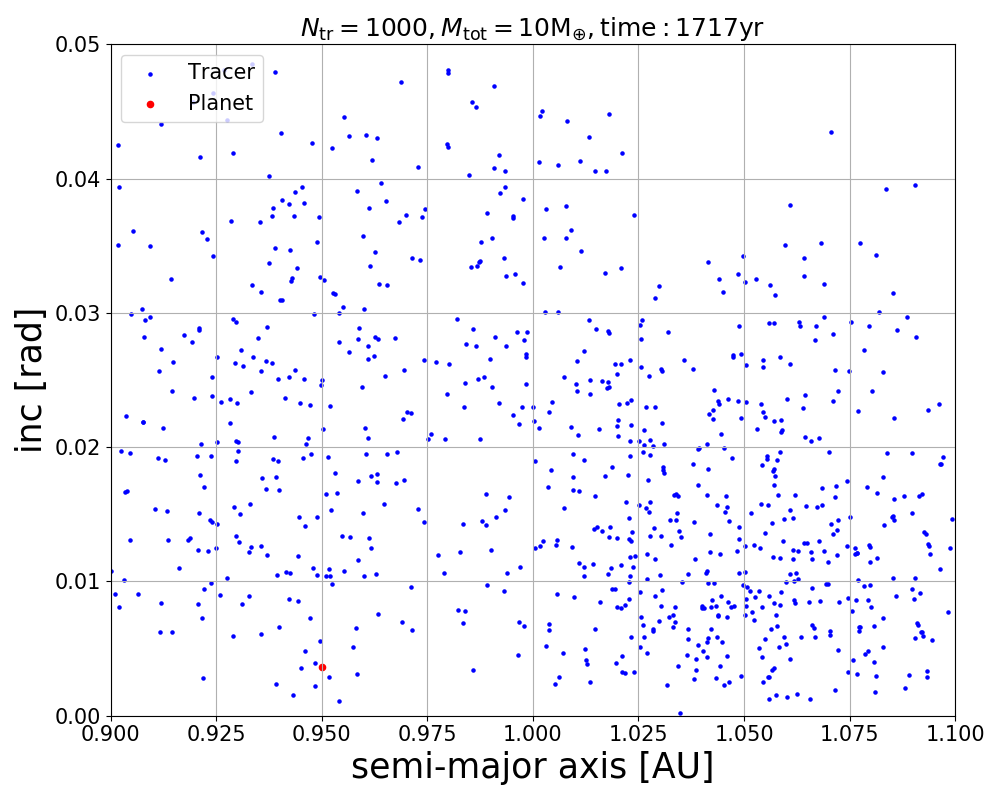 N_tr = 1000, M_tot = 10M_⊕, time : 1717yr
0.05
Tracer
Planet
0.04
0.03
inc [rad]
0.02
0.01
0.00
0.900 0.925 0.950 0.975 1.000 1.025 1.050 1.075 1.100
semi-major axis [AU]